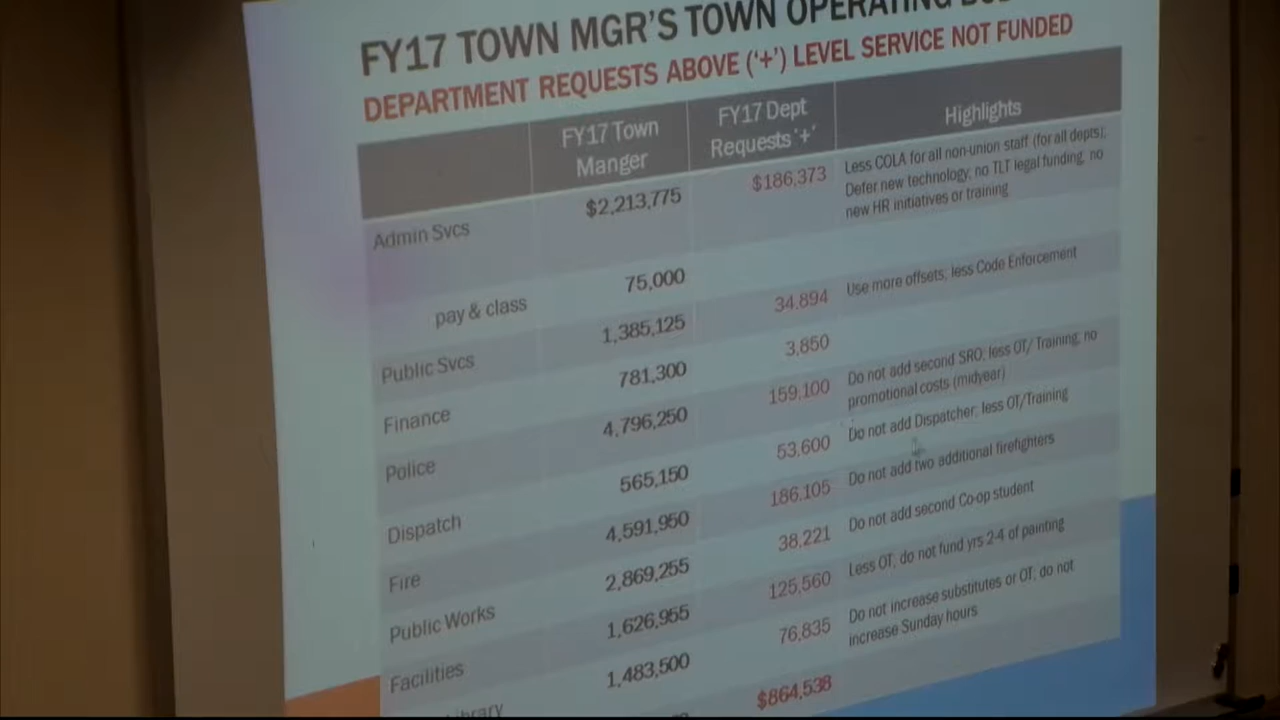 FY17 TOWN MGR'S TOWN OPERATING
DEPARTMENT REQUESTS ABOVE ('+') LEVEL SERVICE NOT FUNDED
FY17 Town Manger
FY17 Dept Requests '+'
Highlights
Admin Svcs $2,213,775 $186,373 Less COLA for all non-union staff (for all depts);
Defer new technology, no TLT legal funding, no
new HR initiatives or training
pay & class 75,000
Public Svcs 1,385,125 34,894 Use more offsets; less Code Enforcement
Finance 781,300 3,850
Police 4,796,250 159,100 Do not add second SRO; less OT/ Training; no
promotional costs (midyear)
Dispatch 565,150 53,600 Do not add Dispatcher; less OT/Training
Fire 4,591,950 186,105 Do not add two additional firefighters
Public Works 2,869,255 38,221 Do not add second Co-op student
Facilities 1,626,955 125,560 Less OT, do not fund yrs 2-4 of painting
Library 1,483,500 76,835 Do not increase substitutes or OT; do not
increase Sunday hours
$864,538